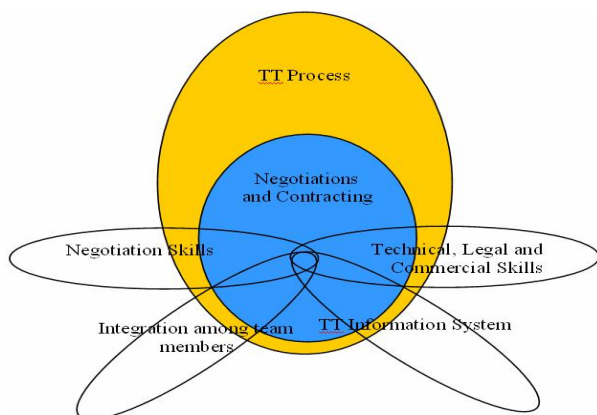 TT Process
Negotiations
and Contracting
Negotiation Skills
Technical, Legal and
Commercial Skills
Integration among team
members
TT Information System